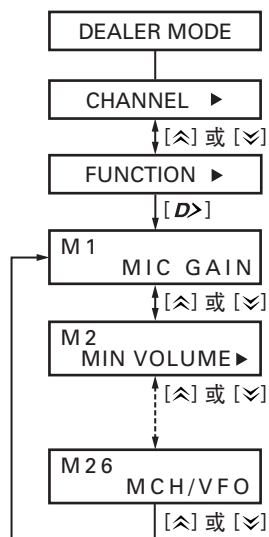 DEALER MODE
CHANNEL ▶
[︽] 或 [︾]
FUNCTION ▶
[D>]
M1
MIC GAIN
[︽] 或 [︾]
M2
MIN VOLUME▶
[︽] 或 [︾]
M26
MCH/VFO
[︽] 或 [︾]